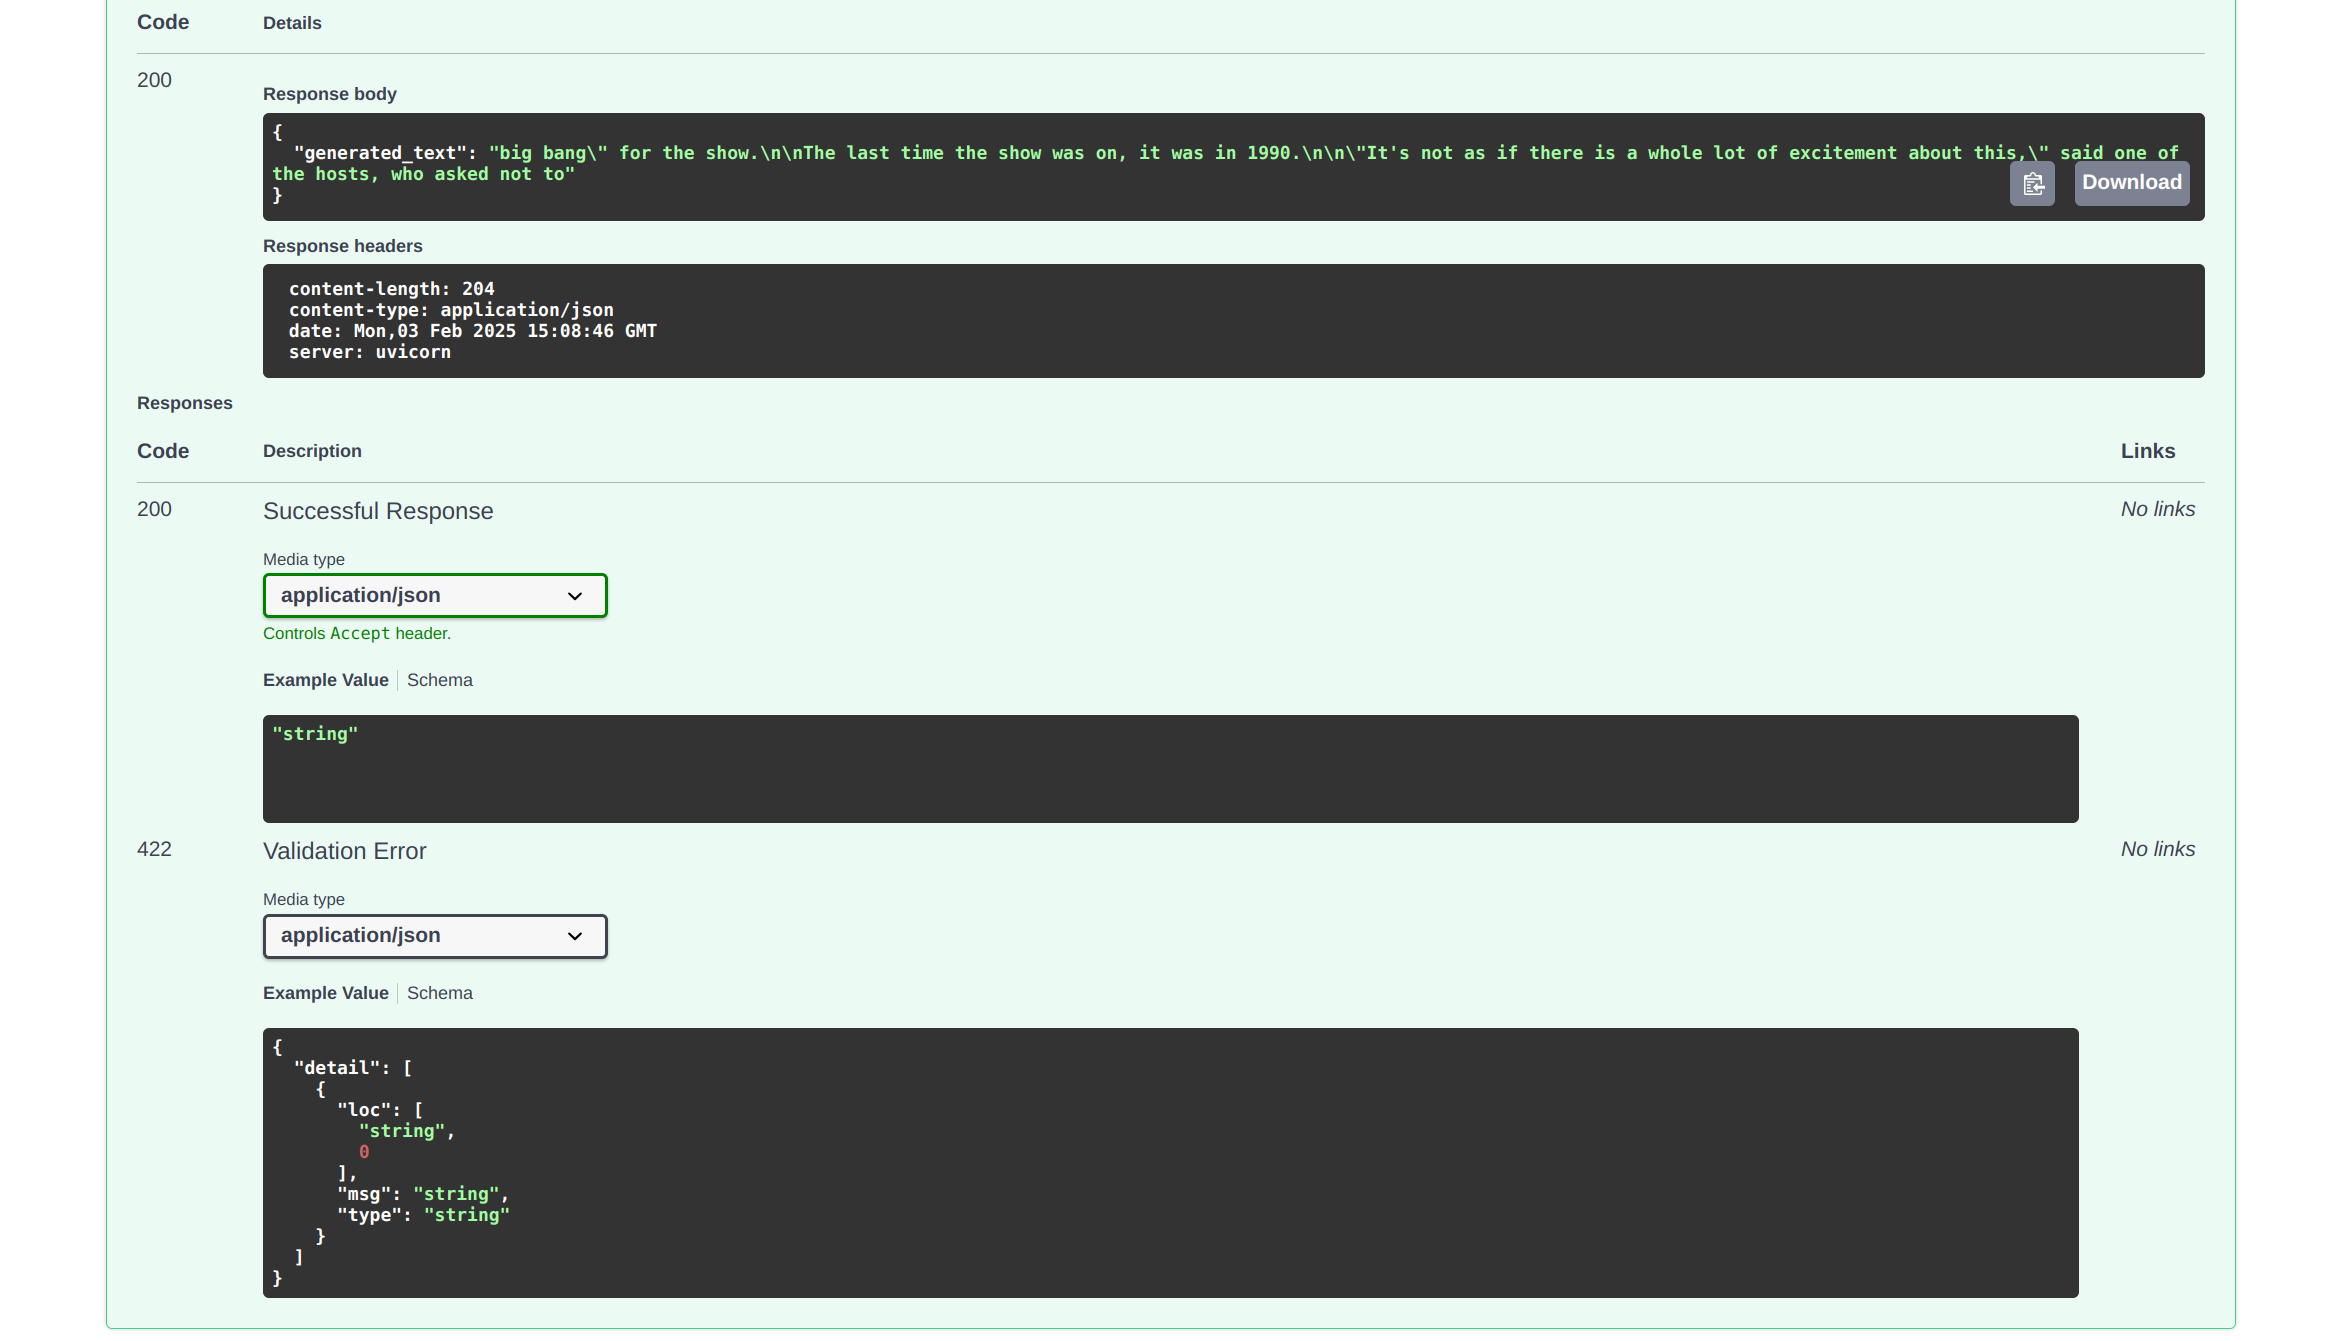 Code Details
200
Response body
{
  "generated_text": "big bang\" for the show.\n\nThe last time the show was on, it was in 1990.\n\n\"It's not as if there is a whole lot of excitement about this,\" said one of
the hosts, who asked not to"
}
Download
Response headers
content-length: 204
content-type: application/json
date: Mon,03 Feb 2025 15:08:46 GMT
server: uvicorn
Responses
Code Description Links
200 Successful Response No links
Media type
application/json
Controls Accept header.
Example Value Schema
"string"
422 Validation Error No links
Media type
application/json
Example Value Schema
{
  "detail": [
    {
      "loc": [
        "string",
        0
      ],
      "msg": "string",
      "type": "string"
    }
  ]
}